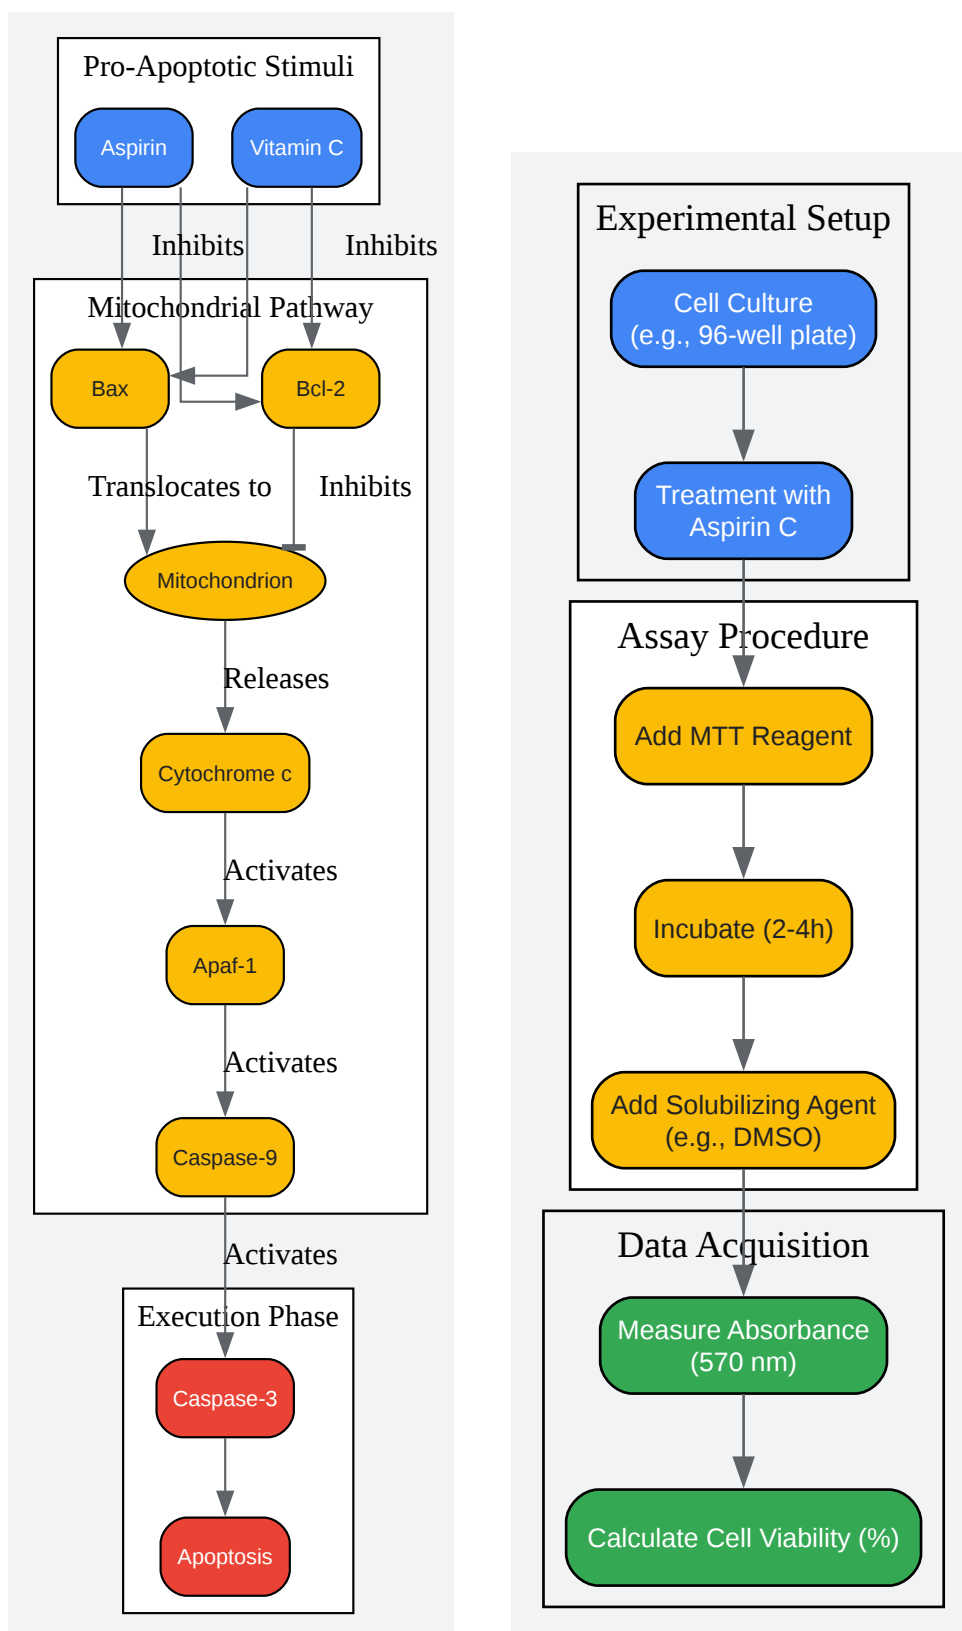 Pro-Apoptotic Stimuli
Aspirin
Vitamin C
Inhibits
Inhibits
Mitochondrial Pathway
Bax
Bcl-2
Translocates to
Inhibits
Mitochondrion
Releases
Cytochrome c
Activates
Apaf-1
Activates
Caspase-9
Activates
Execution Phase
Caspase-3
Apoptosis
Experimental Setup
Cell Culture
(e.g., 96-well plate)
Treatment with
Aspirin C
Assay Procedure
Add MTT Reagent
Incubate (2-4h)
Add Solubilizing Agent
(e.g., DMSO)
Data Acquisition
Measure Absorbance
(570 nm)
Calculate Cell Viability (%)